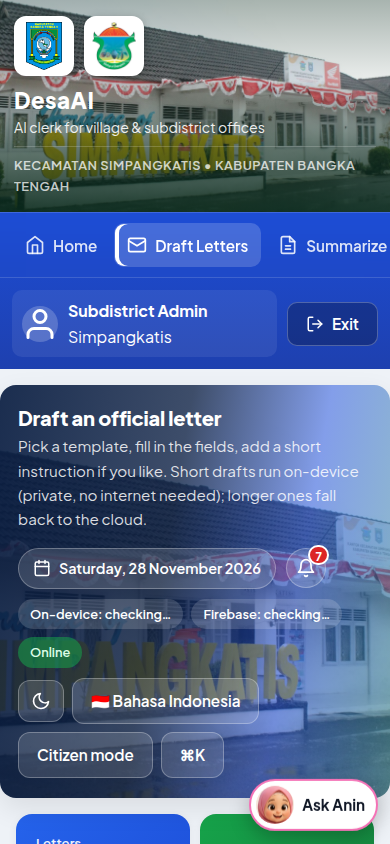 DesaAI
AI clerk for village & subdistrict offices
KECAMATAN SIMPANGKATIS • KABUPATEN BANGKA
TENGAH
Home
Draft Letters
Summarize
Subdistrict Admin
Simpangkatis
Exit
Draft an official letter
Pick a template, fill in the fields, add a short
instruction if you like. Short drafts run on-device
(private, no internet needed); longer ones fall
back to the cloud.
Saturday, 28 November 2026
7
On-device: checking…
Firebase: checking…
Online
🇮🇩 Bahasa Indonesia
Citizen mode
⌘K
Ask Anin
Letters